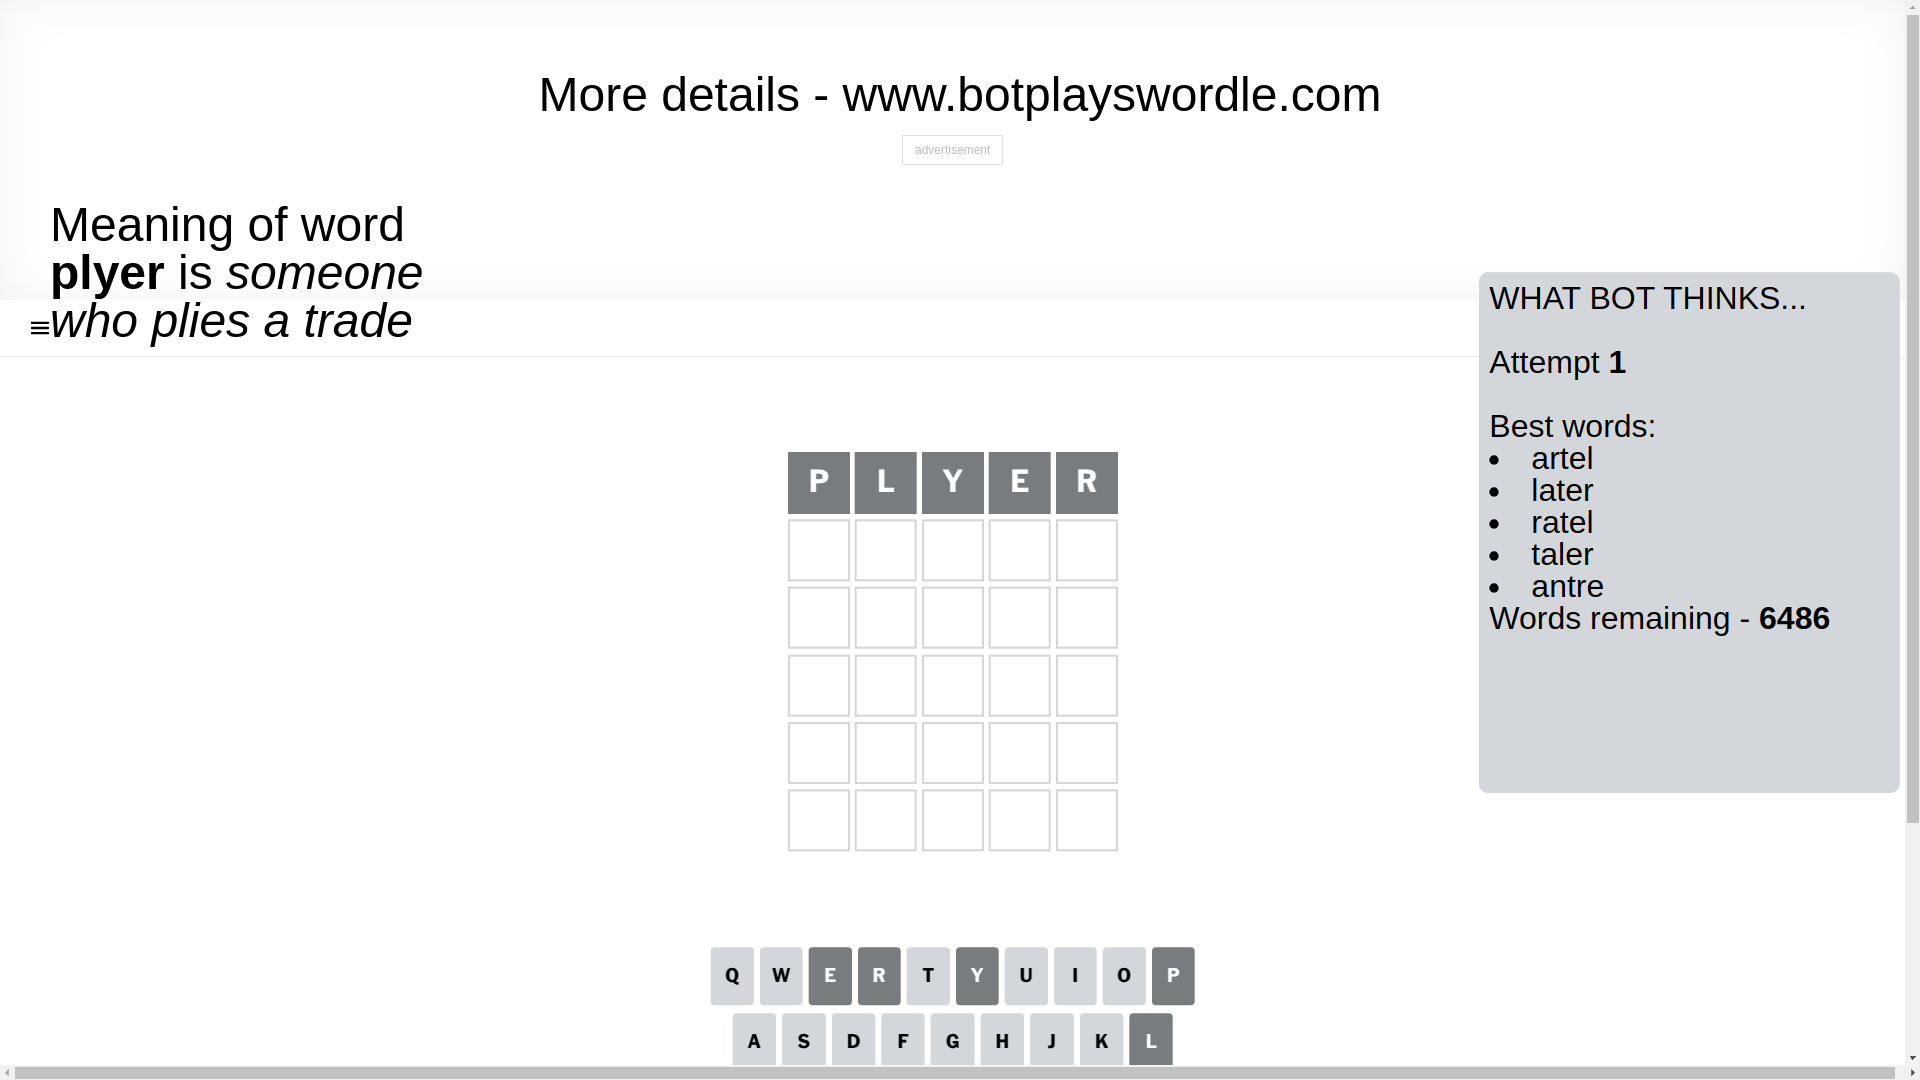 More details - www.botplayswordle.com
advertisement
Meaning of word
plyer is someone
who plies a trade
WHAT BOT THINKS...
Attempt 1
Best words:
• artel
• later
• ratel
• taler
• antre
Words remaining - 6486
P L Y E R
Q W E R T Y U I O P
A S D F G H J K L